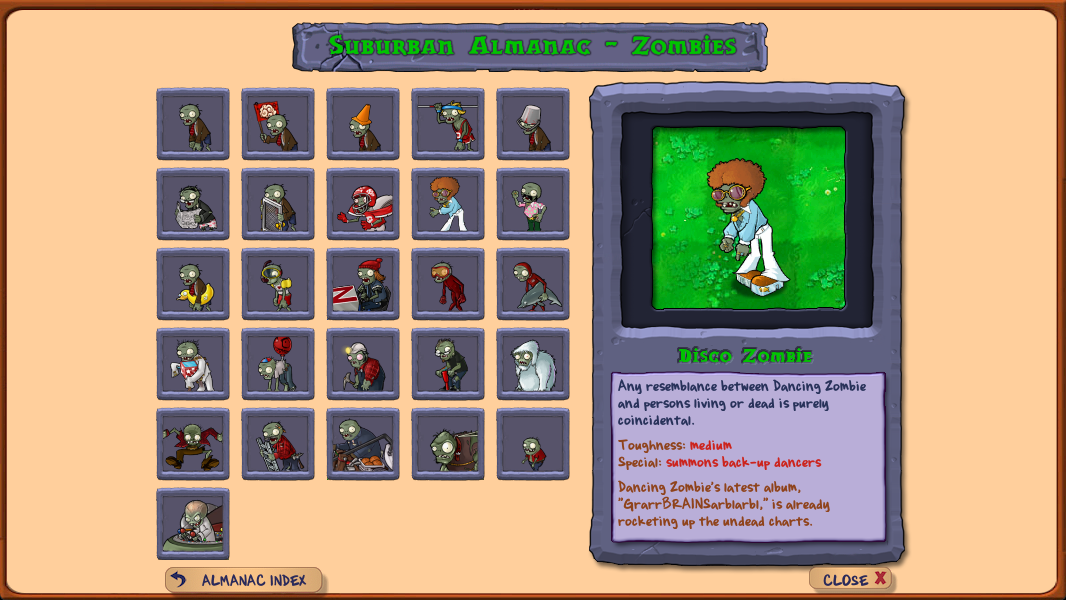 Suburban Almanac - Zombies
Disco Zombie
Any resemblance between Dancing Zombie
and persons living or dead is purely
coincidental.
Toughness: medium
Special: summons back-up dancers
Dancing Zombie's latest album,
"GrarrBRAINSarblarbl," is already
rocketing up the undead charts.
Z
ALMANAC INDEX
CLOSE X